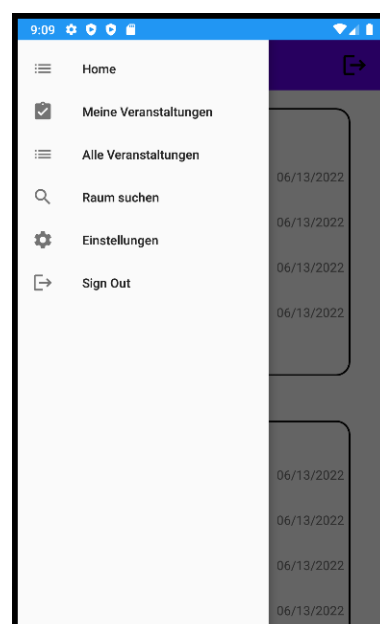 9:09
Home
Meine Veranstaltungen
Alle Veranstaltungen
Raum suchen
Einstellungen
Sign Out
06/13/2022
06/13/2022
06/13/2022
06/13/2022
06/13/2022
06/13/2022
06/13/2022
06/13/2022